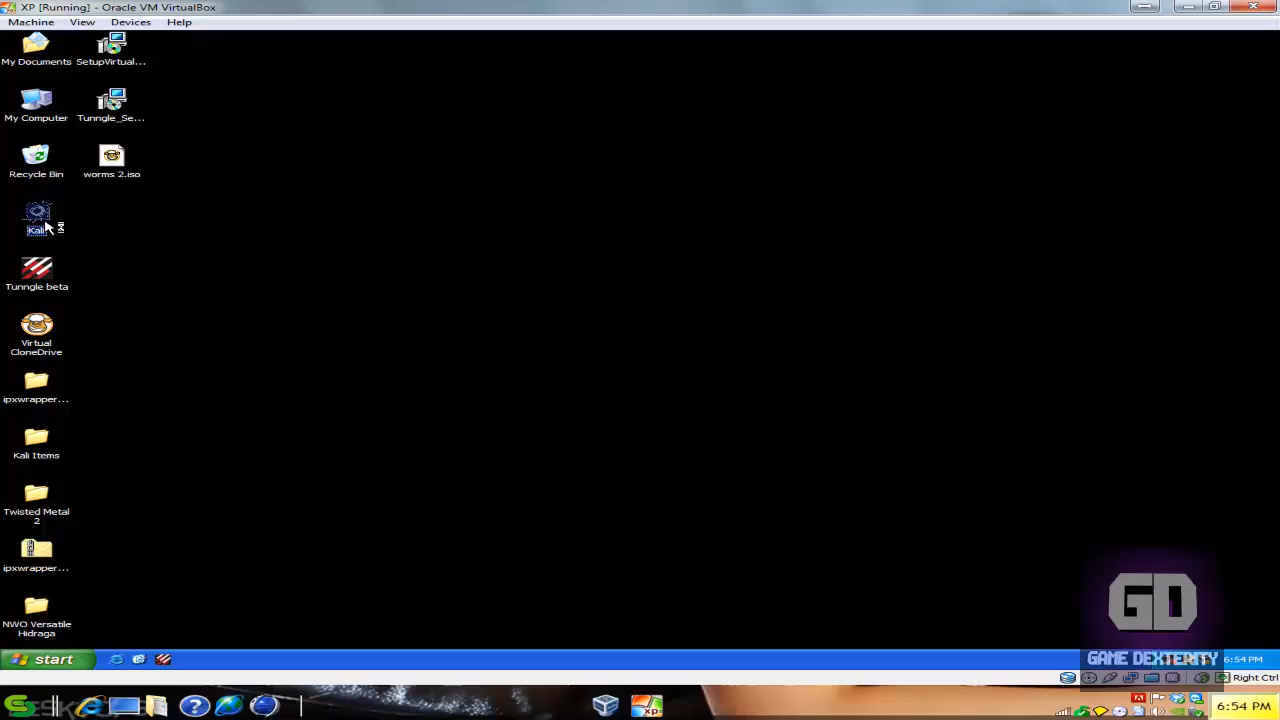 XP [Running] - Oracle VM VirtualBox
Machine View Devices Help
My Documents
SetupVirtual...
My Computer
Tunngle_Se...
Recycle Bin
worms 2.iso
Kali
Tunngle beta
Virtual
CloneDrive
ipxwrapper...
Kali Items
Twisted Metal
2
ipxwrapper...
NWO Versatile
Hidraga
GD
GAME DEXTERITY
start
6:54 PM
Right Ctrl
xp
6:54 PM